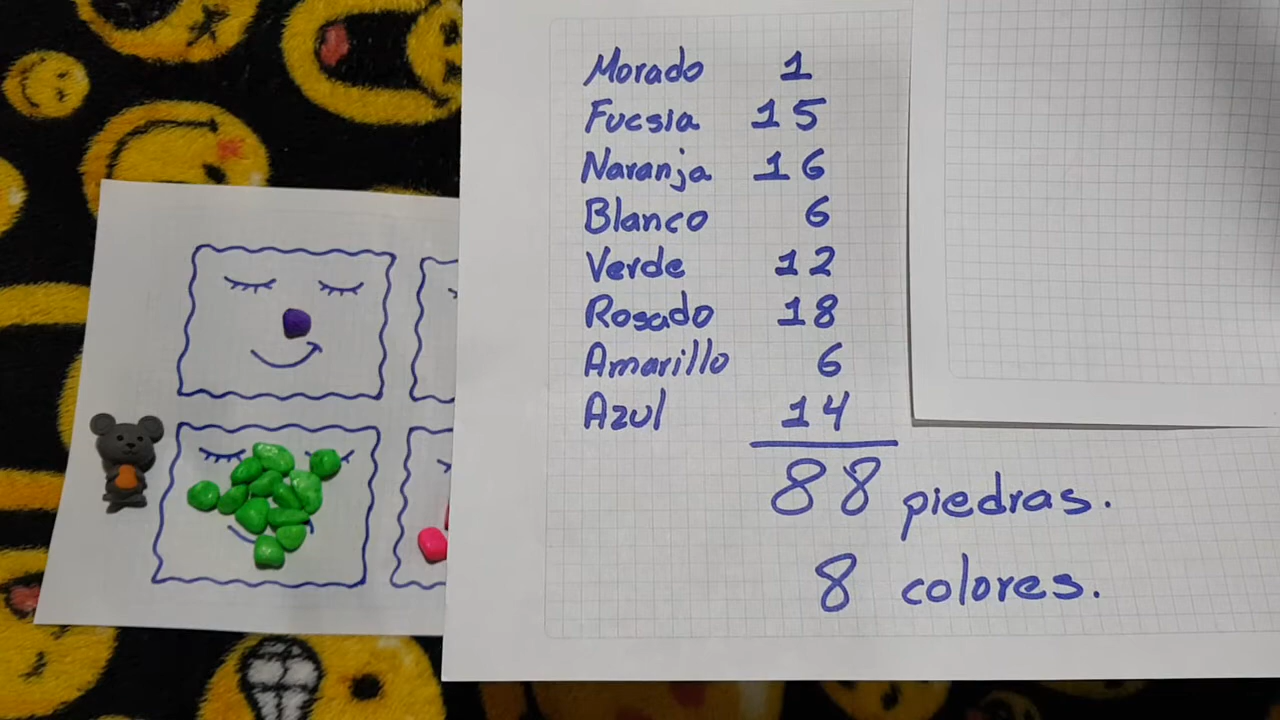 Morado 1
Fucsia 15
Naranja 16
Blanco 6
Verde 12
Rosado 18
Amarillo 6
Azul 14
88 piedras.
8 colores.